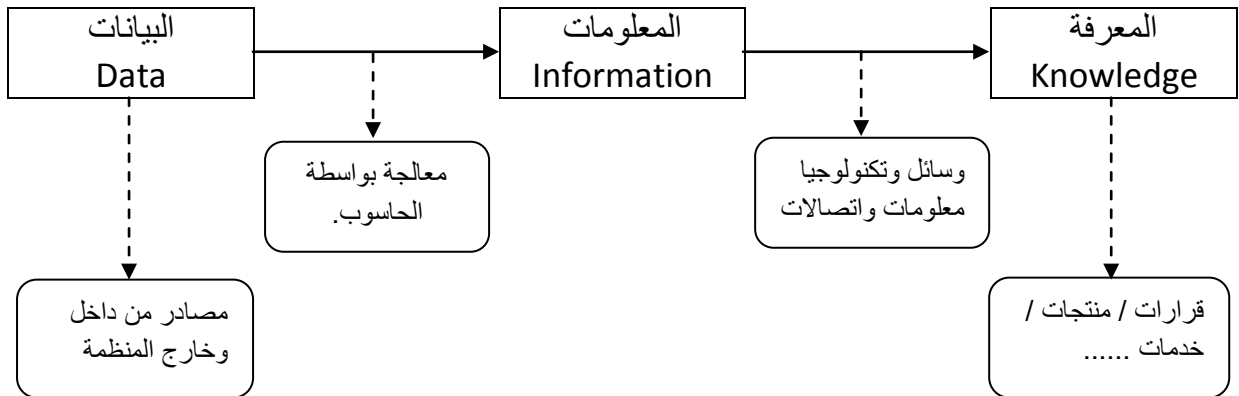 البيانات
Data
المعلومات
Information
المعرفة
Knowledge
معالجة بواسطة
الحاسوب.
وسائل وتكنولوجيا
معلومات واتصالات
مصادر من داخل
وخارج المنظمة
قرارات / منتجات /
خدمات ......